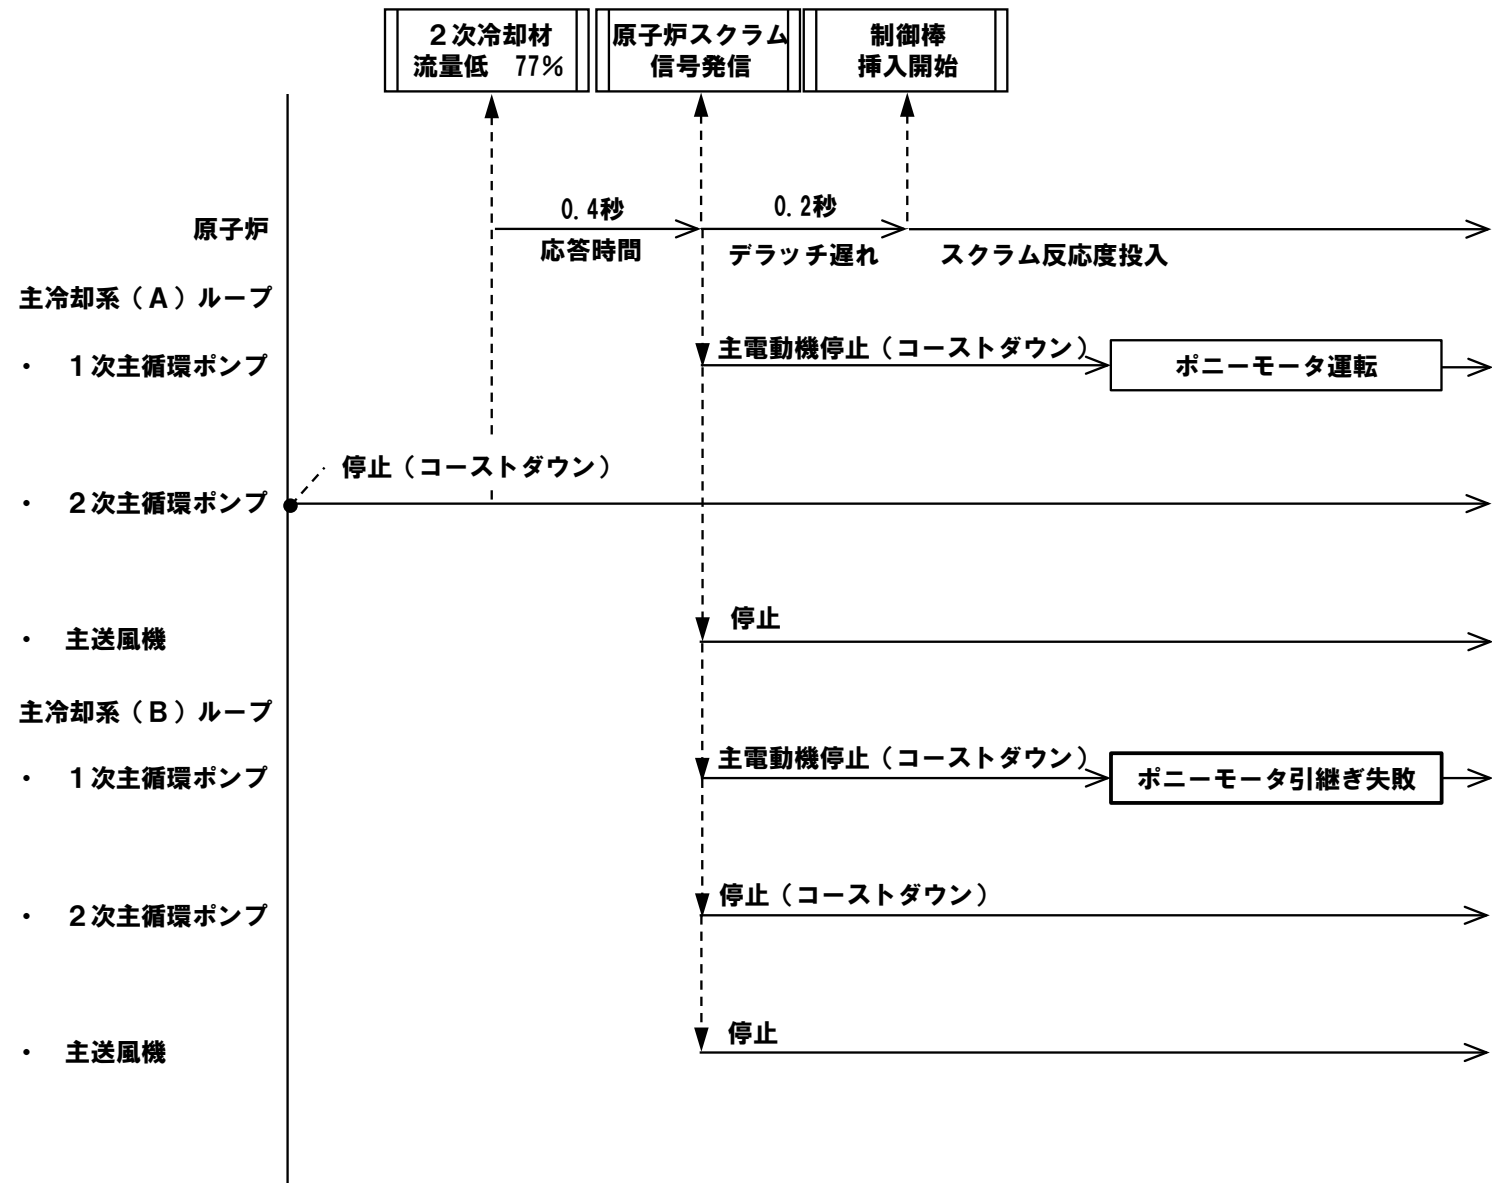 ２次冷却材
流量低　77％
原子炉スクラム
信号発信
制御棒
挿入開始
0.4秒
0.2秒
原子炉
応答時間
デラッチ遅れ
スクラム反応度投入
主冷却系（Ａ）ループ
・　１次主循環ポンプ
主電動機停止（コーストダウン）
ポニーモータ運転
停止（コーストダウン）
・　２次主循環ポンプ
停止
・　主送風機
主冷却系（Ｂ）ループ
・　１次主循環ポンプ
主電動機停止（コーストダウン）
ポニーモータ引継ぎ失敗
停止（コーストダウン）
・　２次主循環ポンプ
停止
・　主送風機